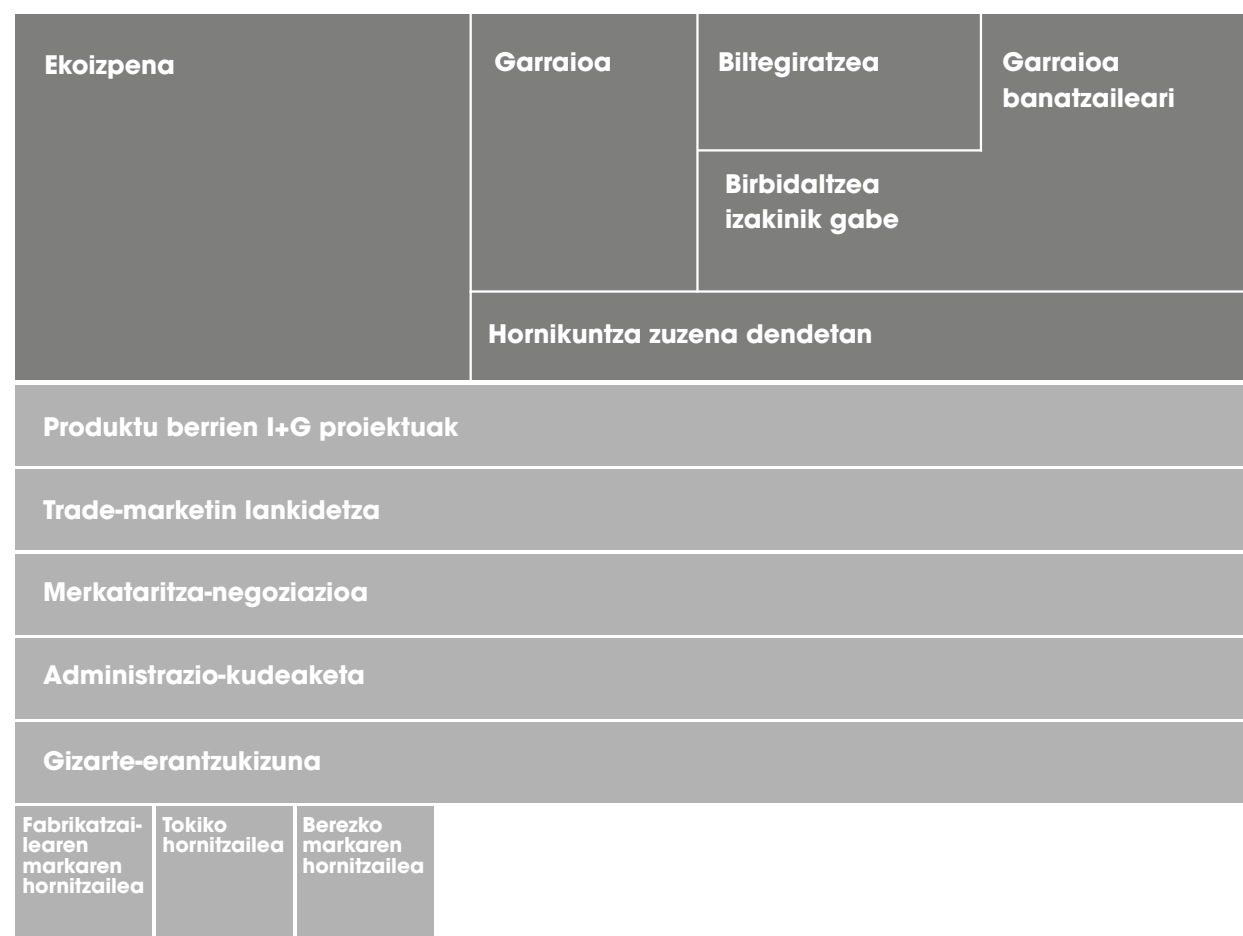 Ekoizpena
Garraioa
Biltegiratzea
Garraioa
banatzaileari
Birbidaltzea
izakinik gabe
Hornikuntza zuzena dendetan
Produktu berrien I+G proiektuak
Trade-marketin lankidetza
Merkataritza-negoziazioa
Administrazio-kudeaketa
Gizarte-erantzukizuna
Fabrikatzai-
learen
markaren
hornitzailea
Tokiko
hornitzailea
Berezko
markaren
hornitzailea